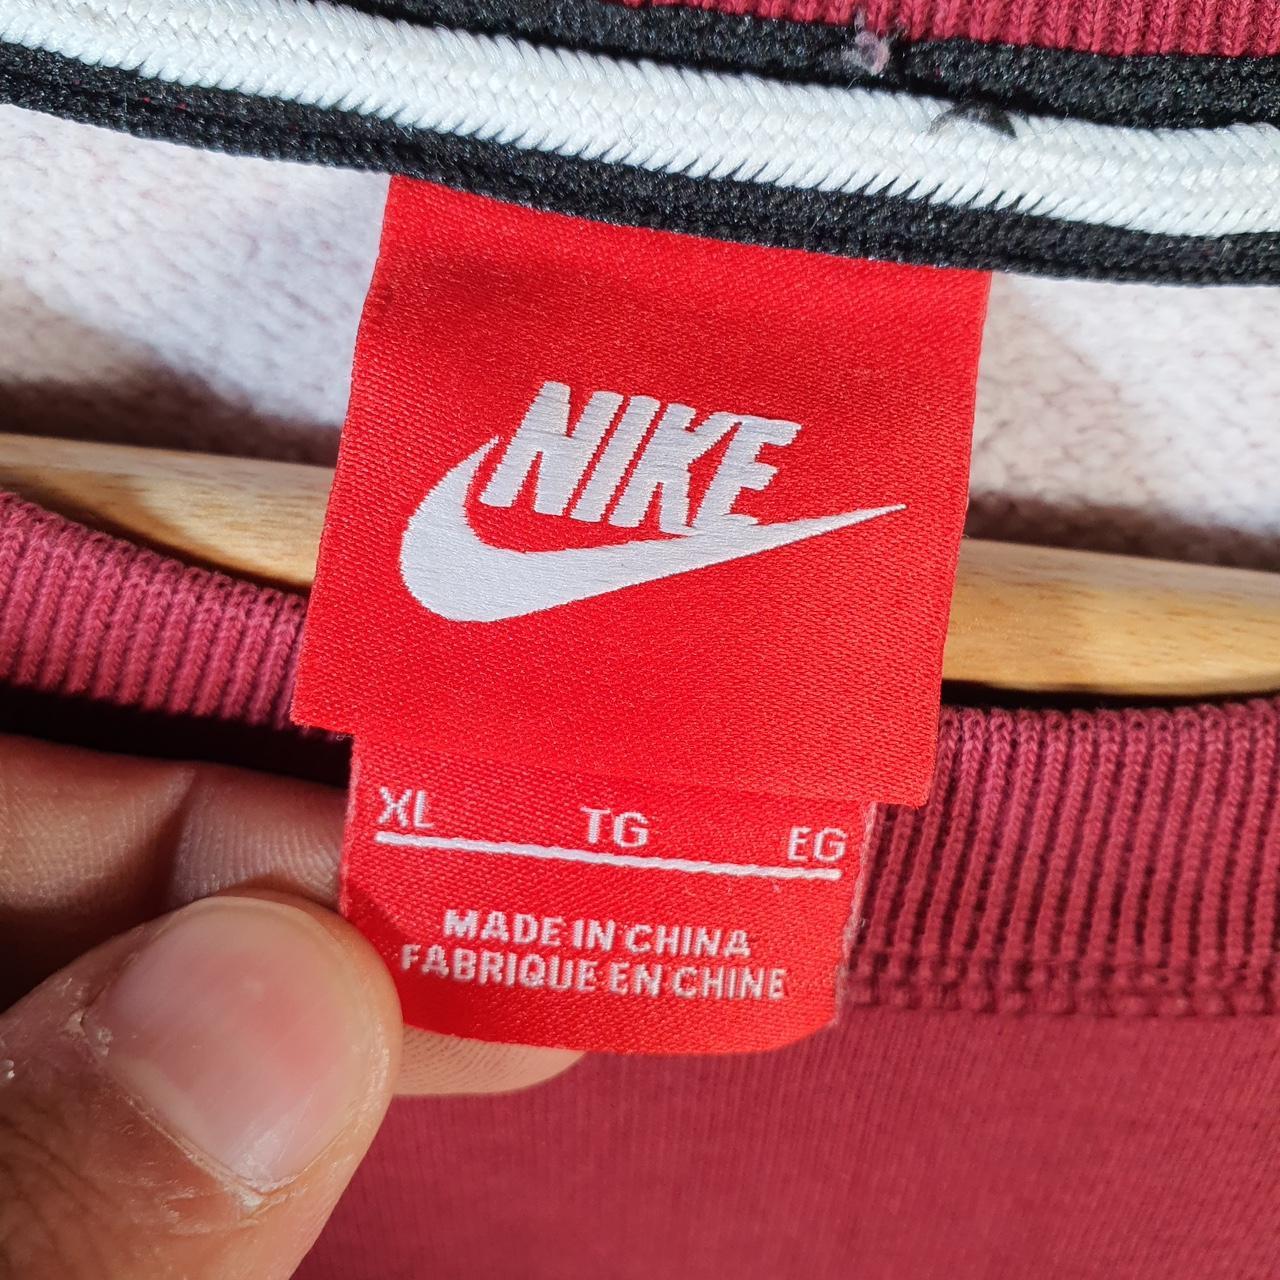 NIKE
XL TG EG
MADE IN CHINA
FABRIQUE EN CHINE